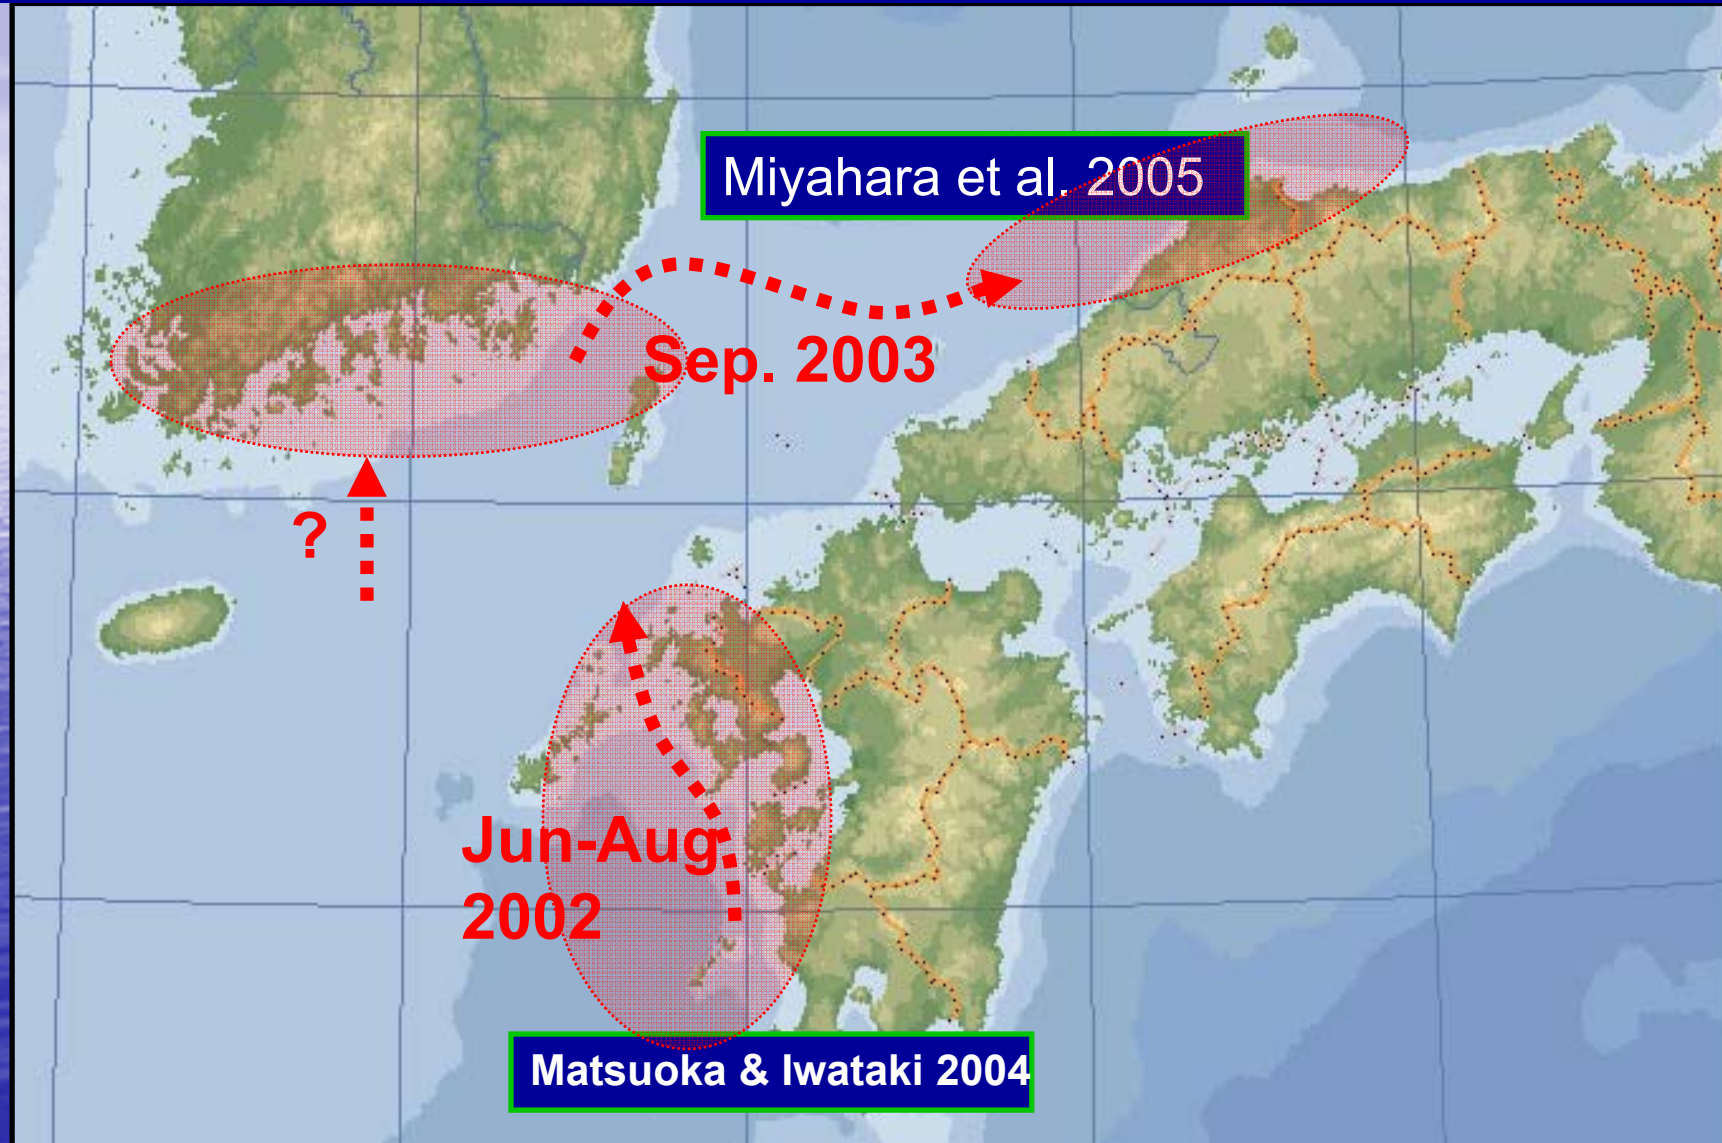 Miyahara et al. 2005
Sep. 2003
?
Jun-Aug
2002
Matsuoka & Iwataki 2004